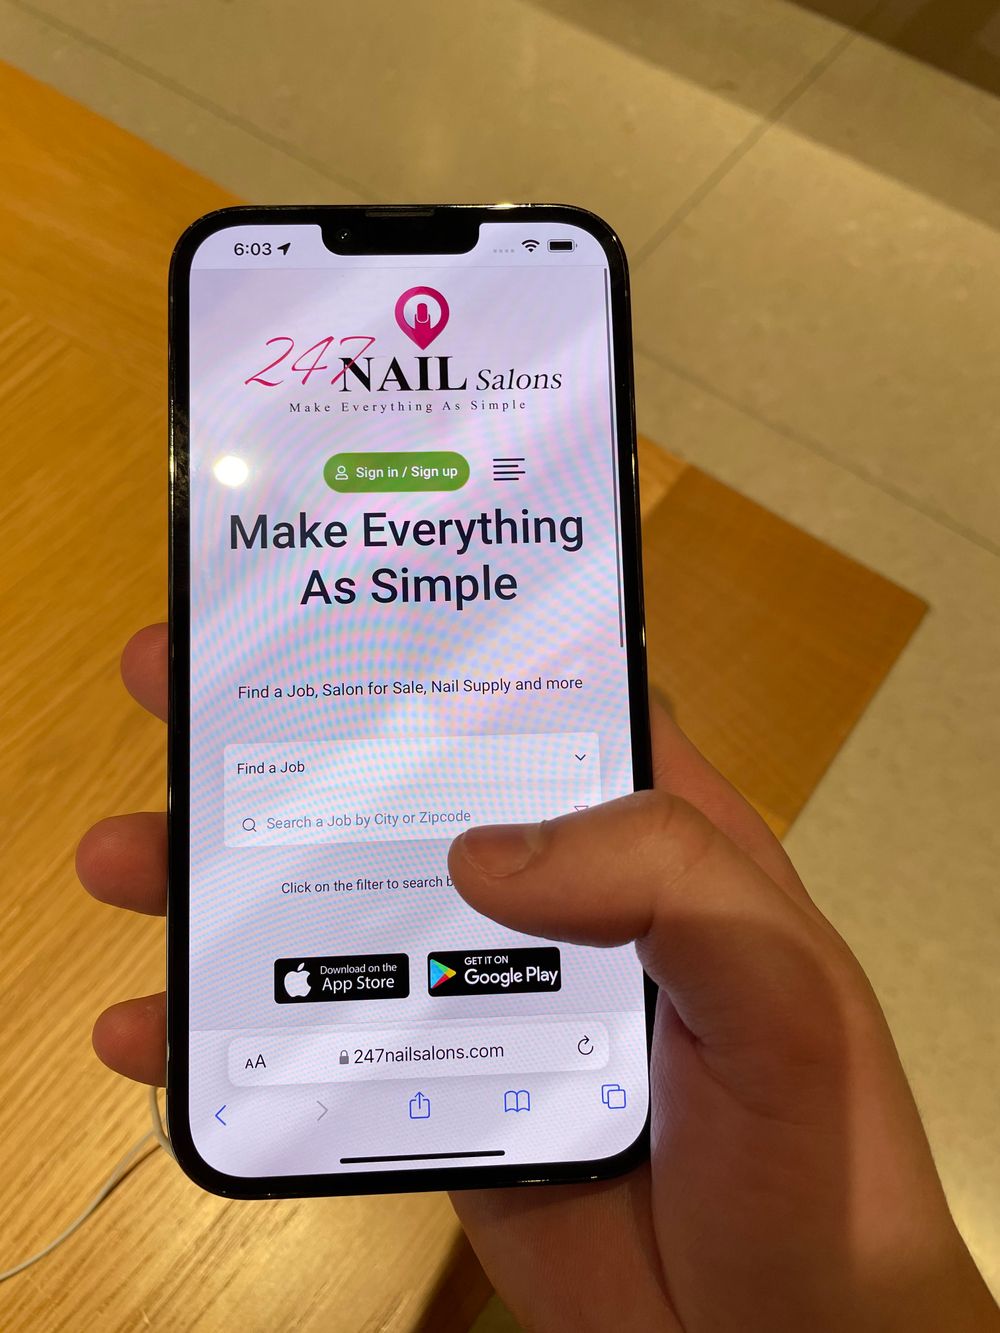 6:03
247 NAIL Salons
Make Everything As Simple
Sign in / Sign up
Make Everything
As Simple
Find a Job, Salon for Sale, Nail Supply and more
Find a Job
Search a Job by City or Zipcode
Click on the filter to search
Download on the
App Store
GET IT ON
Google Play
AA
247nailsalons.com